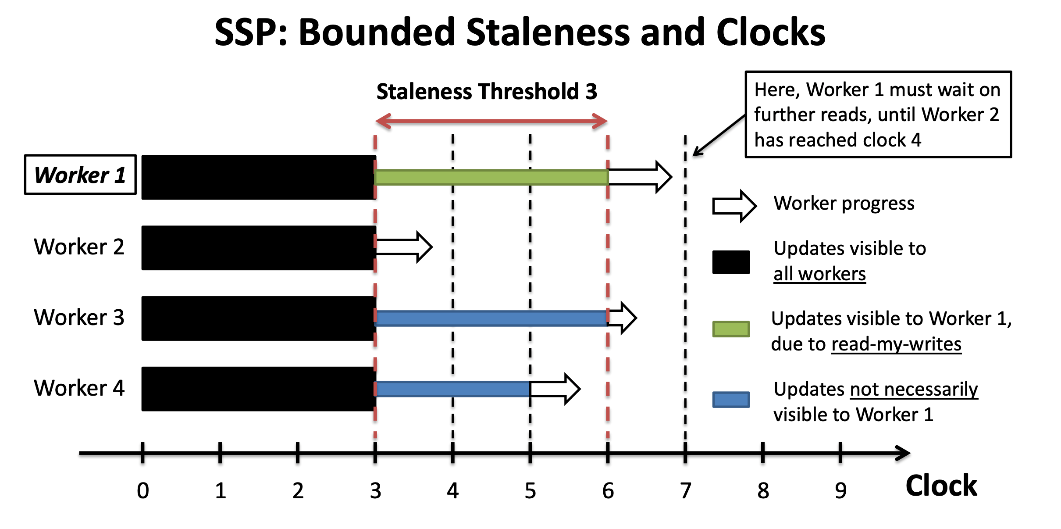 SSP: Bounded Staleness and Clocks
Staleness Threshold 3
Here, Worker 1 must wait on
further reads, until Worker 2
has reached clock 4
Worker 1
Worker 2
Worker 3
Worker 4
Worker progress
Updates visible to
all workers
Updates visible to Worker 1,
due to read-my-writes
Updates not necessarily
visible to Worker 1
0 1 2 3 4 5 6 7 8 9
Clock